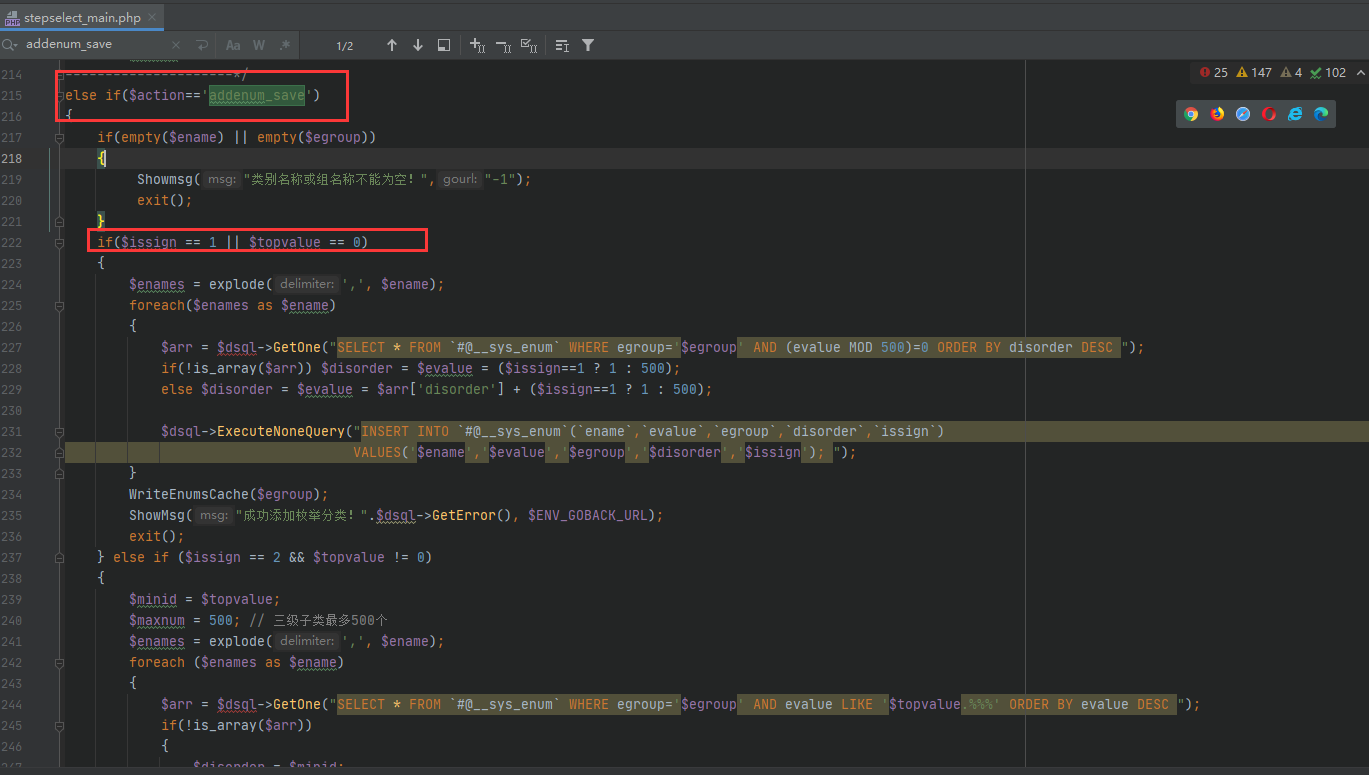 stepselect_main.php
addenum_save
Aa W .*
1/2
25 147 4 102
214 ---------------------*/
215 else if($action=='addenum_save')
216 {
217 if(empty($ename) || empty($egroup))
218 {
219 Showmsg( msg: "类别名称或组名称不能为空!", gourl: "-1");
220 exit();
221 }
222 if($issign == 1 || $topvalue == 0)
223 {
224 $enames = explode( delimiter: ',', $ename);
225 foreach($enames as $ename)
226 {
227 $arr = $dsql->GetOne("SELECT * FROM `#@__sys_enum` WHERE egroup='$egroup' AND (evalue MOD 500)=0 ORDER BY disorder DESC ");
228 if(!is_array($arr)) $disorder = $evalue = ($issign==1 ? 1 : 500);
229 else $disorder = $evalue = $arr['disorder'] + ($issign==1 ? 1 : 500);
230
231 $dsql->ExecuteNoneQuery("INSERT INTO `#@__sys_enum`(`ename`,`evalue`,`egroup`,`disorder`,`issign`)
232 VALUES('$ename','$evalue','$egroup','$disorder','$issign'); ");
233 }
234 WriteEnumsCache($egroup);
235 ShowMsg( msg: "成功添加枚举分类!".$dsql->GetError(), $ENV_GOBACK_URL);
236 exit();
237 } else if ($issign == 2 && $topvalue != 0)
238 {
239 $minid = $topvalue;
240 $maxnum = 500; // 三级子类最多500个
241 $enames = explode( delimiter: ',', $ename);
242 foreach ($enames as $ename)
243 {
244 $arr = $dsql->GetOne("SELECT * FROM `#@__sys_enum` WHERE egroup='$egroup' AND evalue LIKE '$topvalue.%%%' ORDER BY evalue DESC ");
245 if(!is_array($arr))
246 {
247 $disorder = $minid;